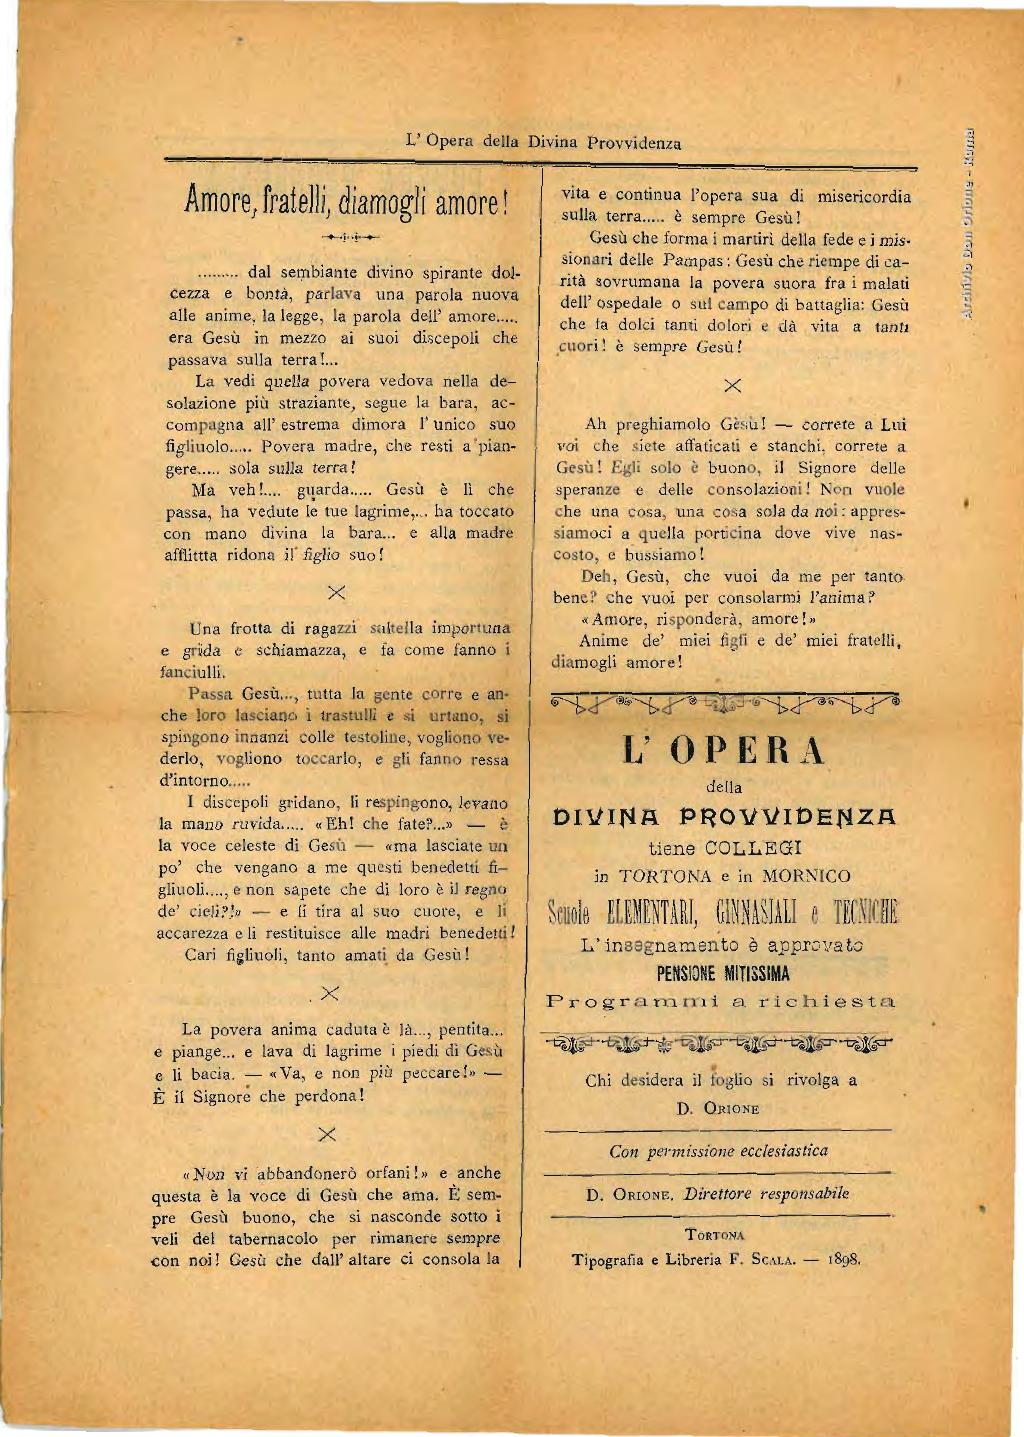 L' Opera della Divina Provvidenza
Amore, fratelli, diamogli amore!
......... dal sembiante divino spirante dol-
cezza e bontà, parlava una parola nuova
alle anime, la legge, la parola dell' amore.....
era Gesù in mezzo ai suoi discepoli che
passava sulla terra!...
La vedi quella povera vedova nella de-
solazione più straziante, segue la bara, ac-
compagna all' estrema dimora l' unico suo
figliuolo..... Povera madre, che resti a pian-
gere..... sola sulla terra!
Ma veh!.... guarda..... Gesù è lì che
passa, ha vedute le tue lagrime,... ha toccato
con mano divina la bara... e alla madre
afflittta ridona il figlio suo!
×
Una frotta di ragazzi saltella importuna
e grida e schiamazza, e fa come fanno i
fanciulli.
Passa Gesù..., tutta la gente corre e an-
che loro lasciano i trastulli e si urtano, si
spingono innanzi colle testoline, vogliono ve-
derlo, vogliono toccarlo, e gli fanno ressa
d'intorno.....
I discepoli gridano, li respingono, levano
la mano ruvida..... «Eh! che fate?...» — è
la voce celeste di Gesù — «ma lasciate un
po' che vengano a me questi benedetti fi-
gliuoli...., e non sapete che di loro è il regno
de' cieli?!» — e li tira al suo cuore, e li
accarezza e li restituisce alle madri benedetti!
Cari figliuoli, tanto amati da Gesù!
×
La povera anima caduta è là..., pentita...
e piange... e lava di lagrime i piedi di Gesù
e li bacia. — «Va, e non più peccare!» —
È il Signore che perdona!
×
«Non vi abbandonerò orfani!» e anche
questa è la voce di Gesù che ama. È sem-
pre Gesù buono, che si nasconde sotto i
veli del tabernacolo per rimanere sempre
con noi! Gesù che dall' altare ci consola la
vita e continua l'opera sua di misericordia
sulla terra..... è sempre Gesù!
Gesù che forma i martiri della fede e i mis-
sionari delle Pampas: Gesù che riempe di ca-
rità sovrumana la povera suora fra i malati
dell' ospedale o sul campo di battaglia: Gesù
che fa dolci tanti dolori e dà vita a tanti
cuori! è sempre Gesù!
×
Ah preghiamolo Gesù! — correte a Lui
voi che siete affaticati e stanchi, correte a
Gesù! Egli solo è buono, il Signore delle
speranze e delle consolazioni! Non vuole
che una cosa, una cosa sola da noi: appres-
siamoci a quella porticina dove vive nas-
costo, e bussiamo!
Deh, Gesù, che vuoi da me per tanto
bene? che vuoi per consolarmi l'anima?
«Amore, risponderà, amore!»
Anime de' miei figli e de' miei fratelli,
diamogli amore!
L' OPERA
della
DIVINA PROVVIDENZA
tiene COLLEGI
in TORTONA e in MORNICO
Scuole ELEMENTARI, GINNASIALI e TECNICHE
L'insegnamento è approvato
PENSIONE MITISSIMA
Programmi a richiesta
Chi desidera il foglio si rivolga a
D. ORIONE
Con permissione ecclesiastica
D. ORIONE, Direttore responsabile
TORTONA
Tipografia e Libreria F. SCALA. — 1898.
Archivio Don Orione - Roma